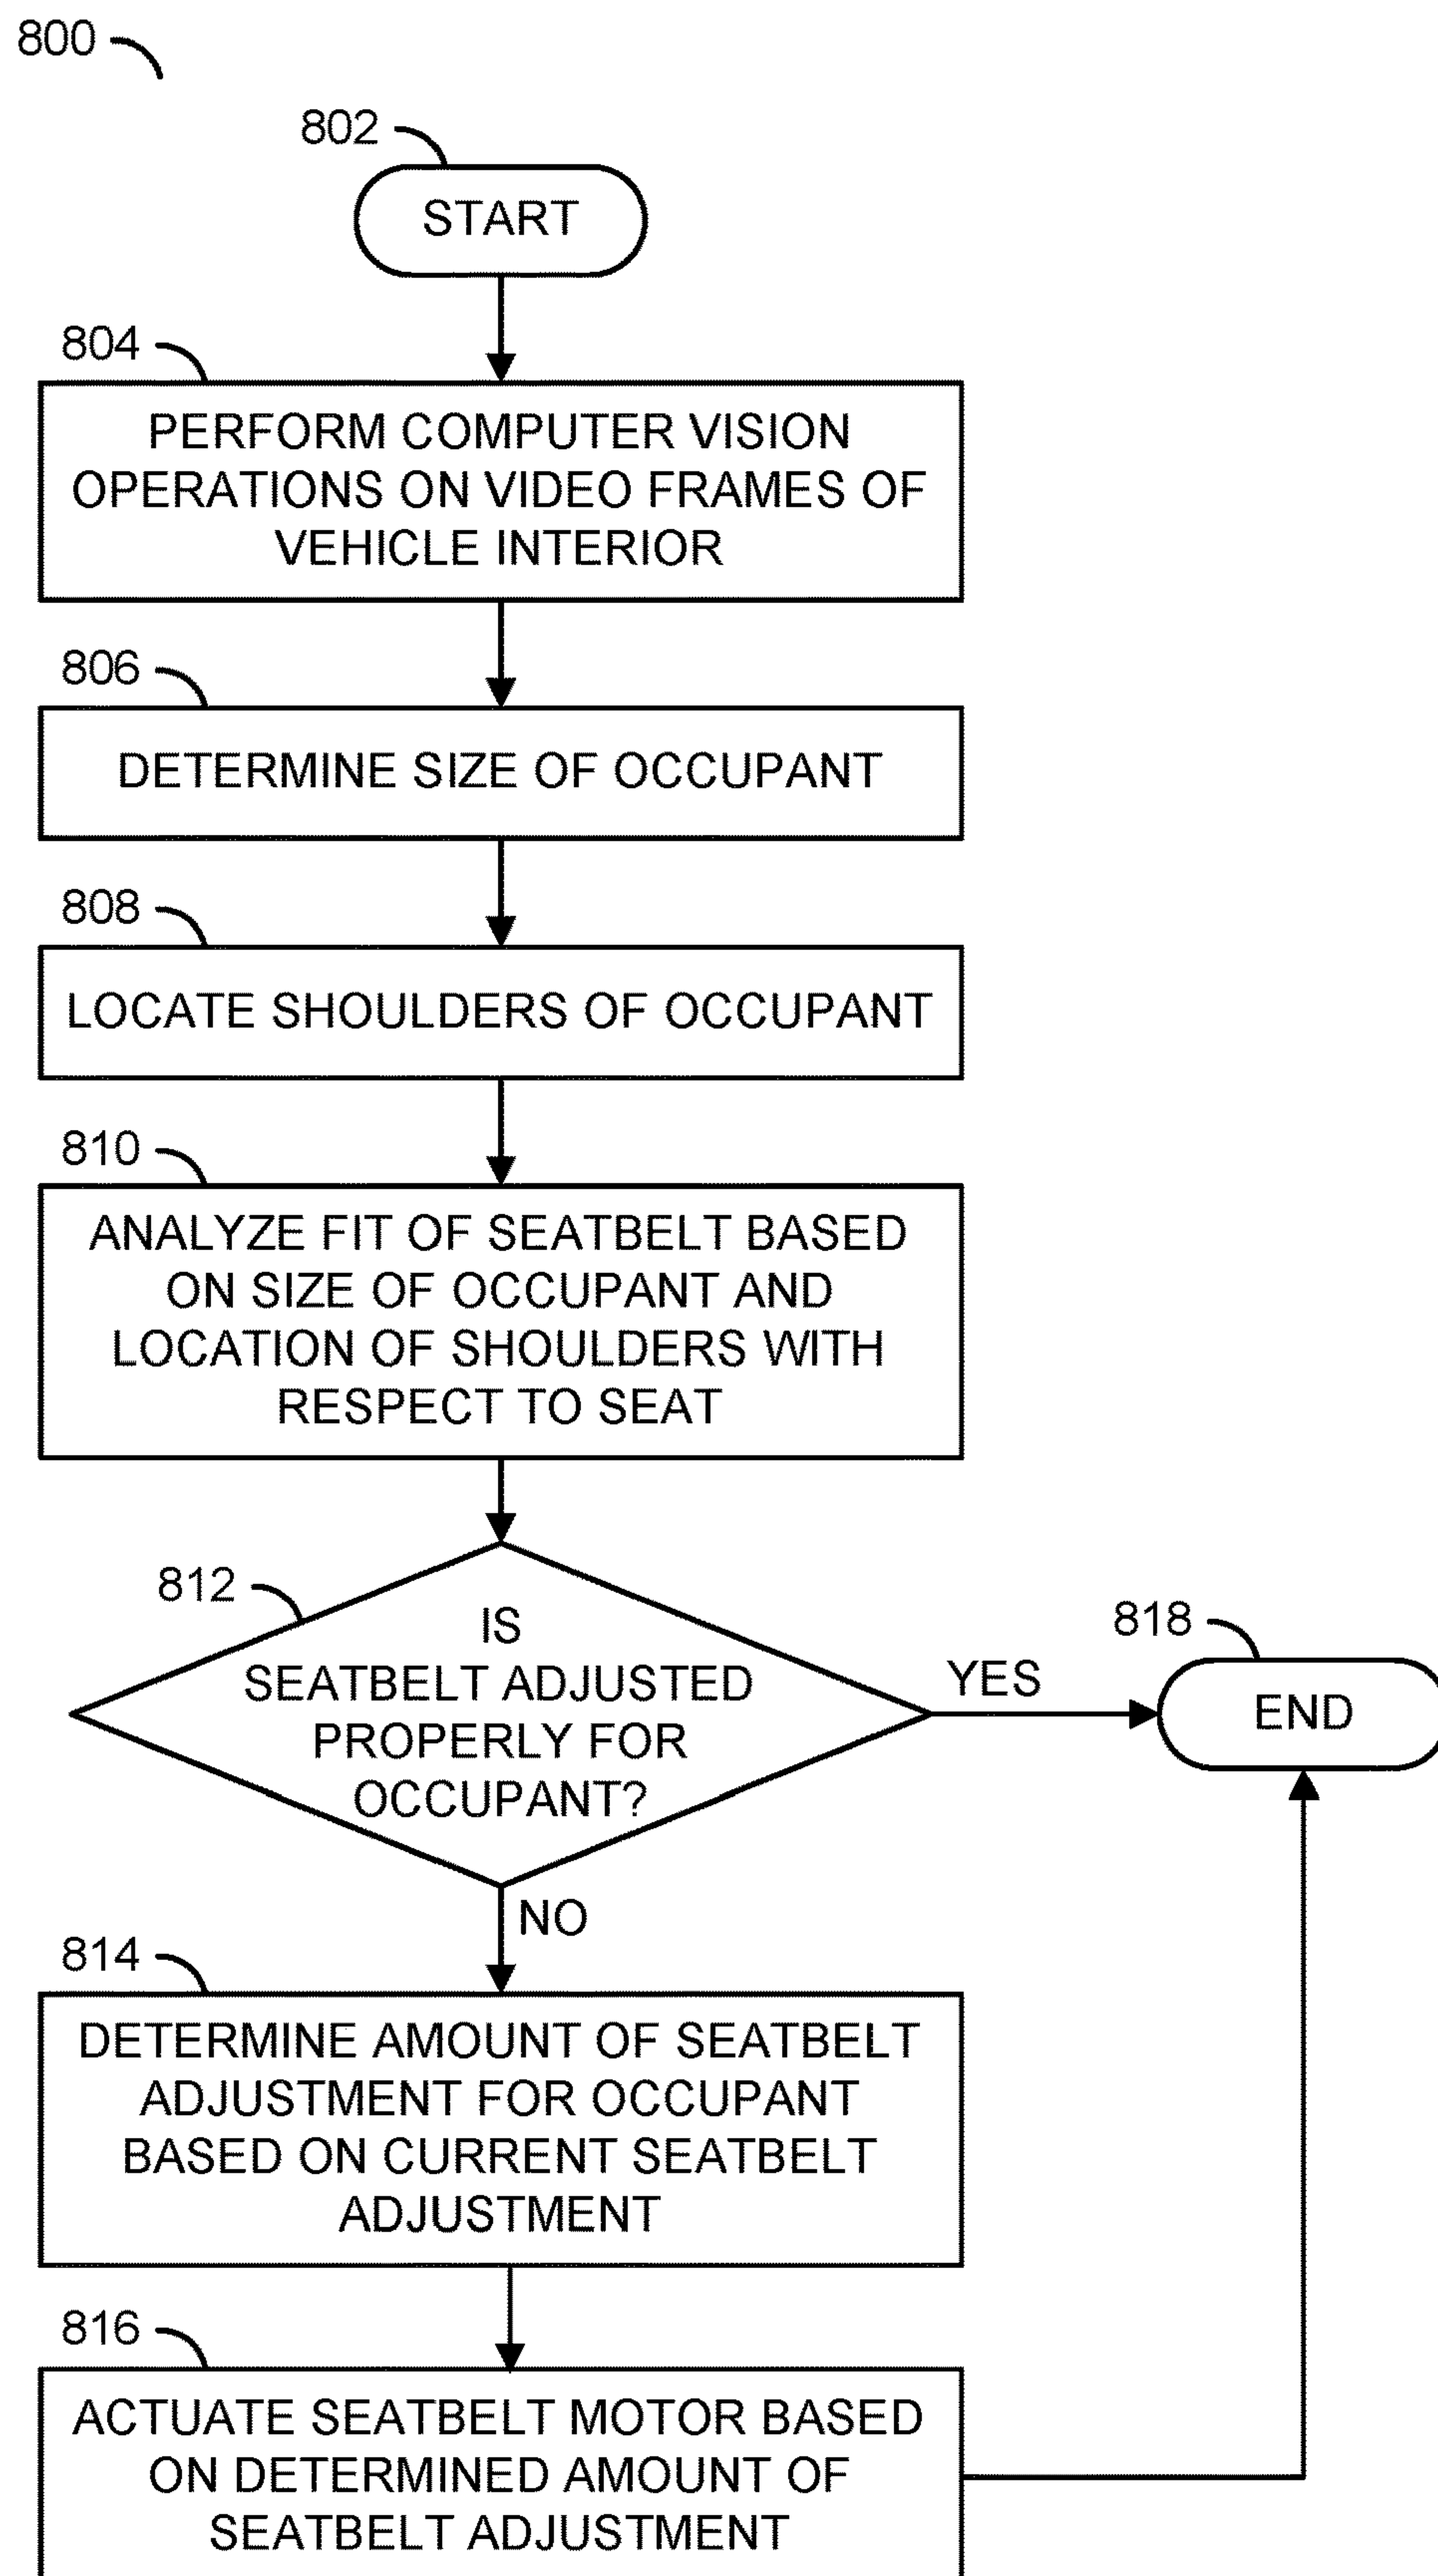 800
802
START
804
PERFORM COMPUTER VISION
OPERATIONS ON VIDEO FRAMES OF
VEHICLE INTERIOR
806
DETERMINE SIZE OF OCCUPANT
808
LOCATE SHOULDERS OF OCCUPANT
810
ANALYZE FIT OF SEATBELT BASED
ON SIZE OF OCCUPANT AND
LOCATION OF SHOULDERS WITH
RESPECT TO SEAT
812
IS
SEATBELT ADJUSTED
PROPERLY FOR
OCCUPANT?
YES
818
END
NO
814
DETERMINE AMOUNT OF SEATBELT
ADJUSTMENT FOR OCCUPANT
BASED ON CURRENT SEATBELT
ADJUSTMENT
816
ACTUATE SEATBELT MOTOR BASED
ON DETERMINED AMOUNT OF
SEATBELT ADJUSTMENT